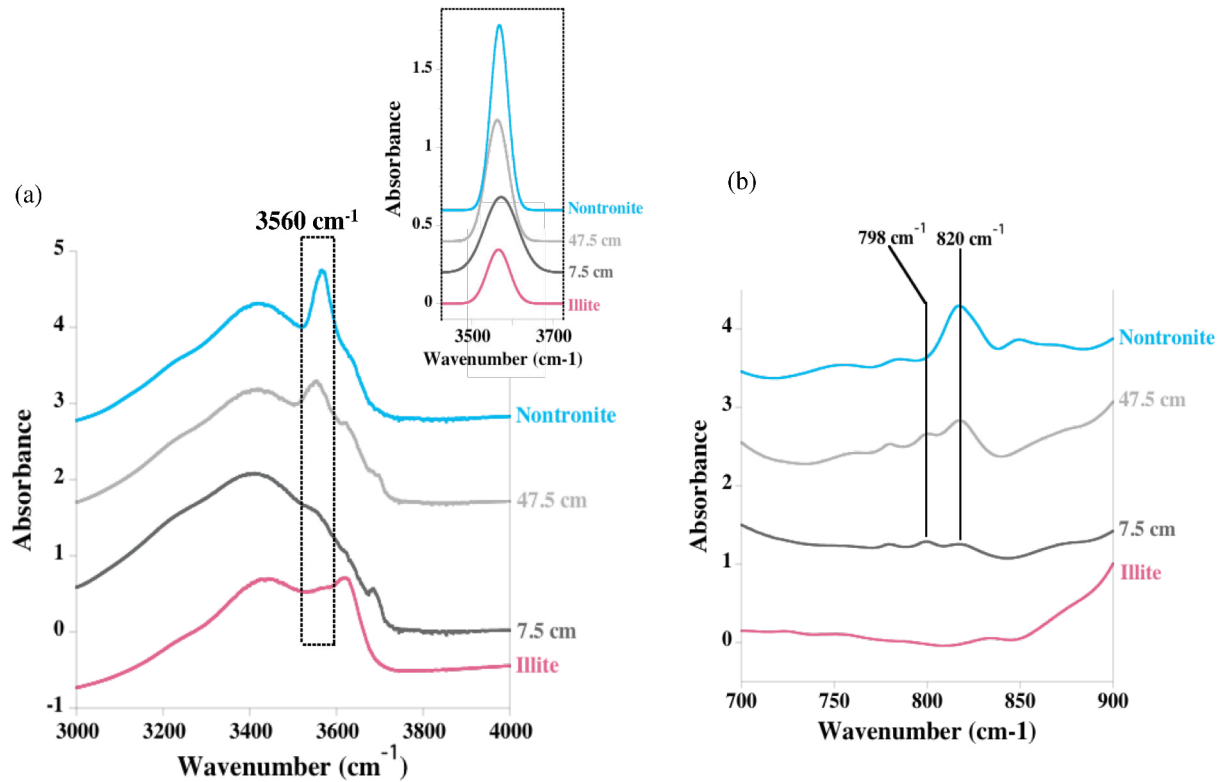 (a)
3560 cm-1
Absorbance
5
4
3
2
1
0
-1
3000
3200
3400
3600
3800
4000
Wavenumber (cm-1)
Nontronite
47.5 cm
7.5 cm
Illite
Absorbance
1.5
1
0.5
0
3500
3700
Wavenumber (cm-1)
Nontronite
47.5 cm
7.5 cm
Illite
(b)
798 cm-1
820 cm-1
Absorbance
4
3
2
1
0
700
750
800
850
900
Wavenumber (cm-1)
Nontronite
47.5 cm
7.5 cm
Illite